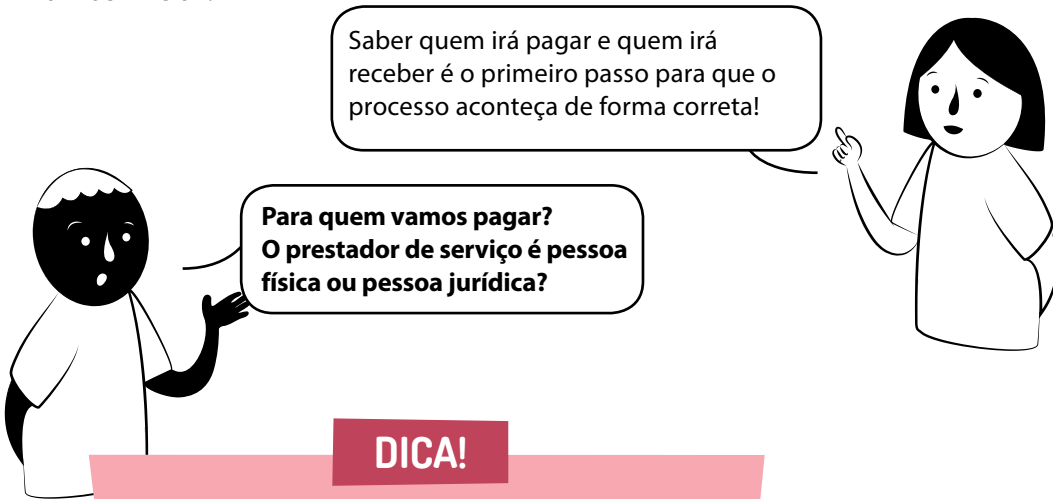 Saber quem irá pagar e quem irá
receber é o primeiro passo para que o
processo aconteça de forma correta!
Para quem vamos pagar?
O prestador de serviço é pessoa
física ou pessoa jurídica?
DICA!